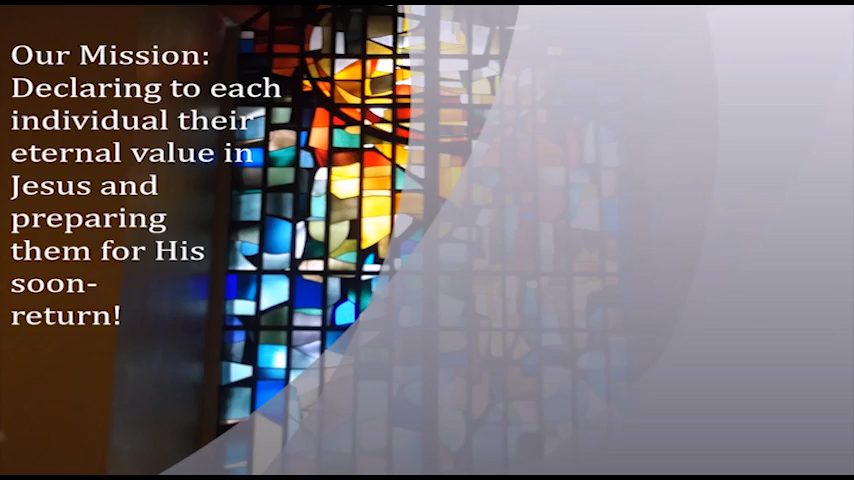 Our Mission:
Declaring to each
individual their
eternal value in
Jesus and
preparing
them for His
soon-
return!